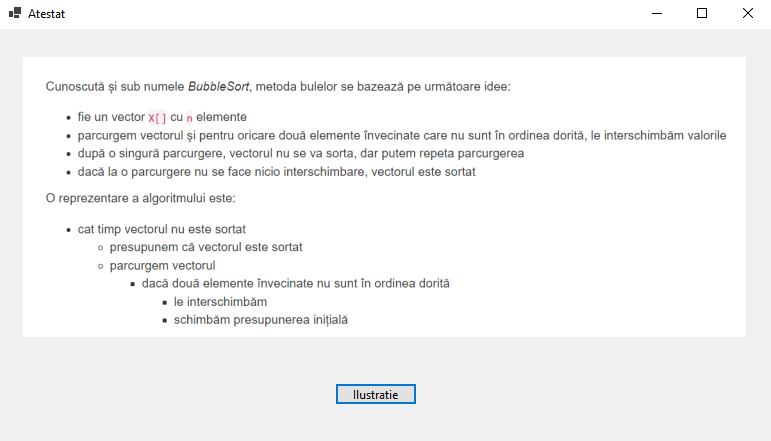 Atestat
Cunoscută și sub numele BubbleSort, metoda bulelor se bazează pe următoare idee:
• fie un vector X[] cu n elemente
• parcurgem vectorul și pentru oricare două elemente învecinate care nu sunt în ordinea dorită, le interschimbăm valorile
• după o singură parcurgere, vectorul nu se va sorta, dar putem repeta parcurgerea
• dacă la o parcurgere nu se face nicio interschimbare, vectorul este sortat
O reprezentare a algoritmului este:
• cat timp vectorul nu este sortat
◦ presupunem că vectorul este sortat
◦ parcurgem vectorul
▪ dacă două elemente învecinate nu sunt în ordinea dorită
▪ le interschimbăm
▪ schimbăm presupunerea inițială
Ilustratie